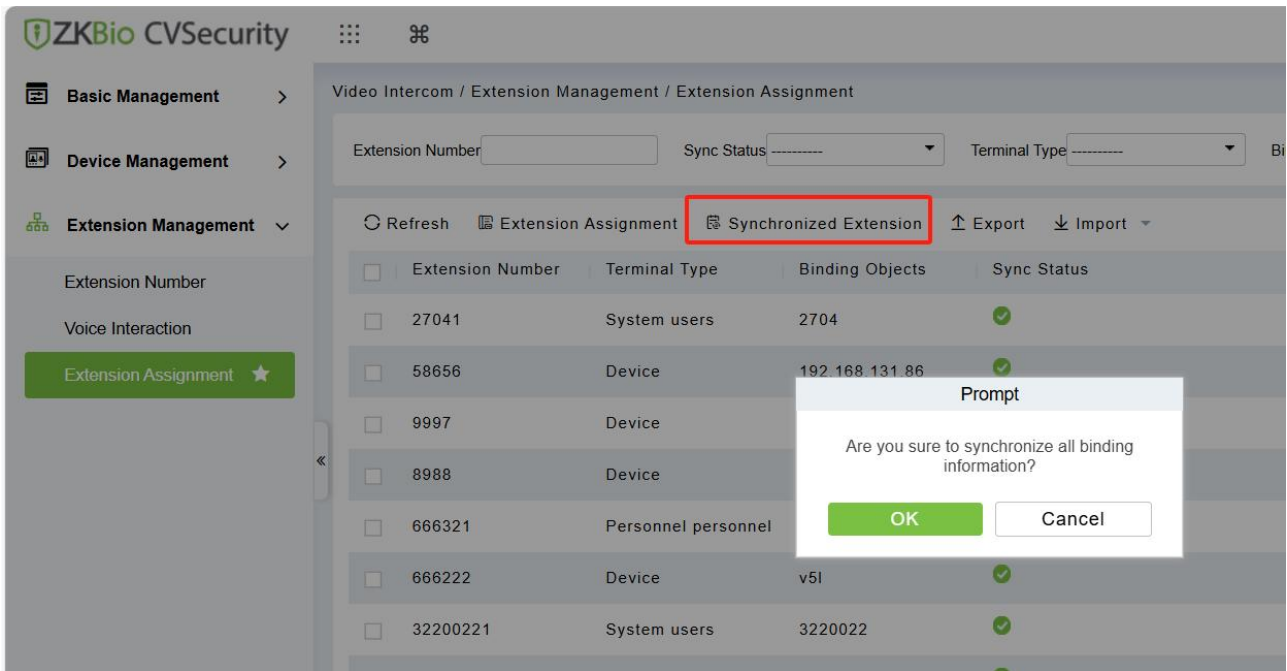 ZKBio CVSecurity
Basic Management
Device Management
Extension Management
Extension Number
Voice Interaction
Extension Assignment
Video Intercom / Extension Management / Extension Assignment
Extension Number Sync Status ---------- Terminal Type ----------
Refresh Extension Assignment Synchronized Extension Export Import
Extension Number Terminal Type Binding Objects Sync Status
27041 System users 2704
58656 Device 192.168.131.86
9997 Device
8988 Device
666321 Personnel personnel
666222 Device v5l
32200221 System users 3220022
Prompt
Are you sure to synchronize all binding
information?
OK Cancel